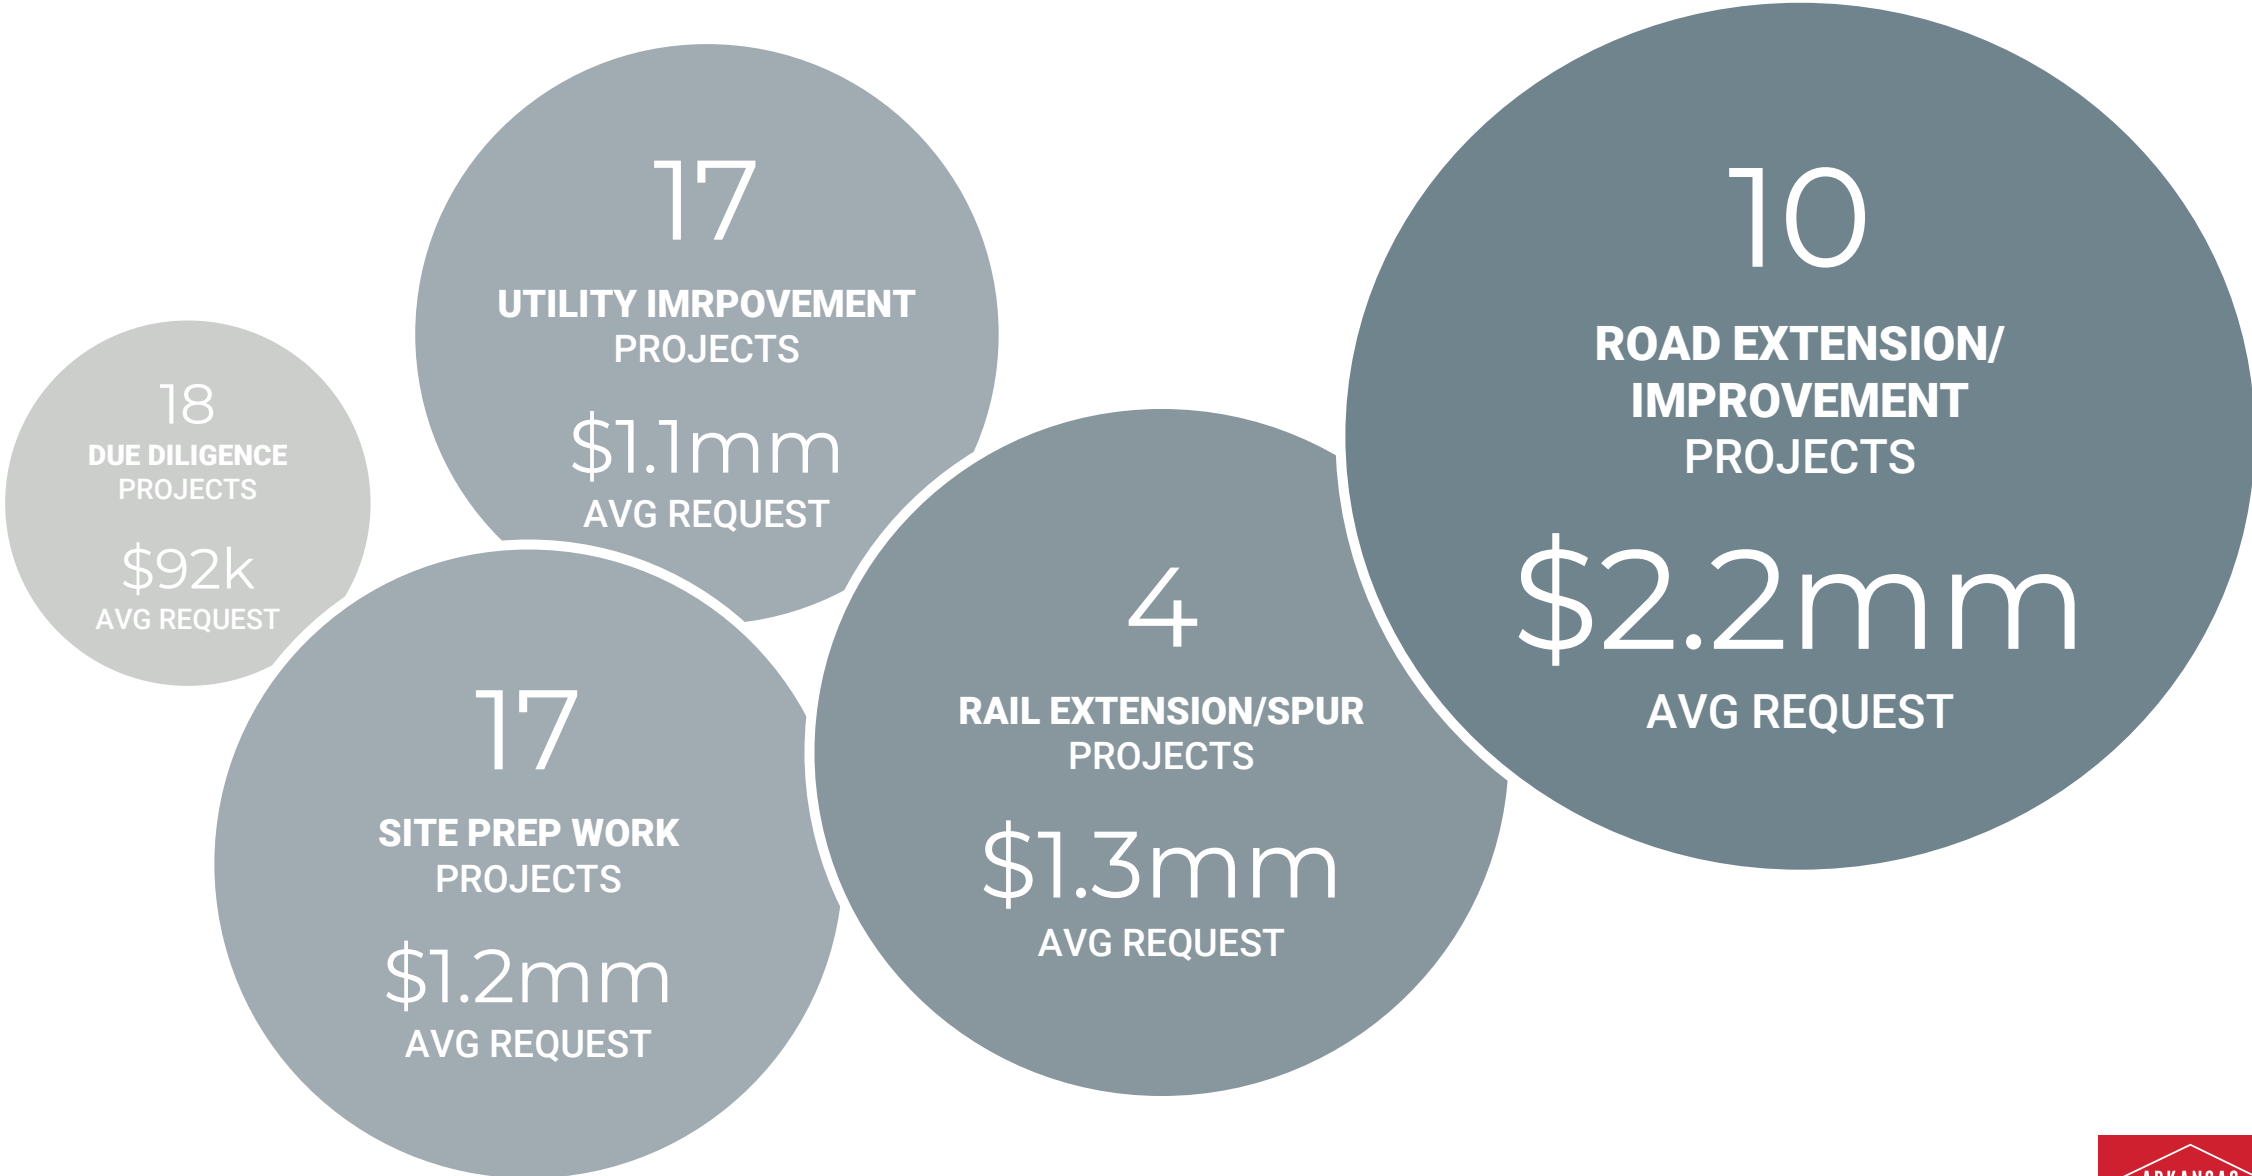 18
DUE DILIGENCE
PROJECTS
$92k
AVG REQUEST
17
UTILITY IMRPOVEMENT
PROJECTS
$1.1mm
AVG REQUEST
17
SITE PREP WORK
PROJECTS
$1.2mm
AVG REQUEST
4
RAIL EXTENSION/SPUR
PROJECTS
$1.3mm
AVG REQUEST
10
ROAD EXTENSION/
IMPROVEMENT
PROJECTS
$2.2mm
AVG REQUEST
ARKANSAS